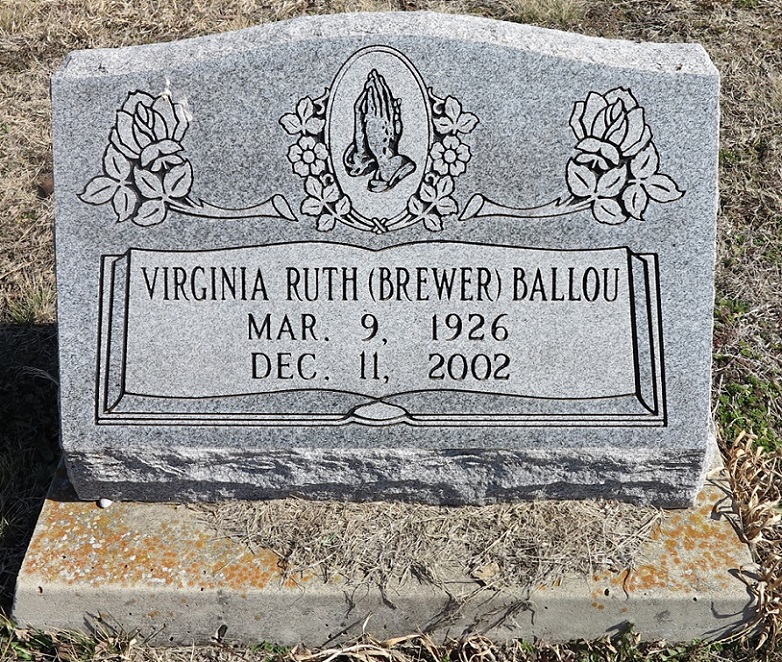 VIRGINIA RUTH (BREWER) BALLOU
MAR. 9, 1926
DEC. 11, 2002